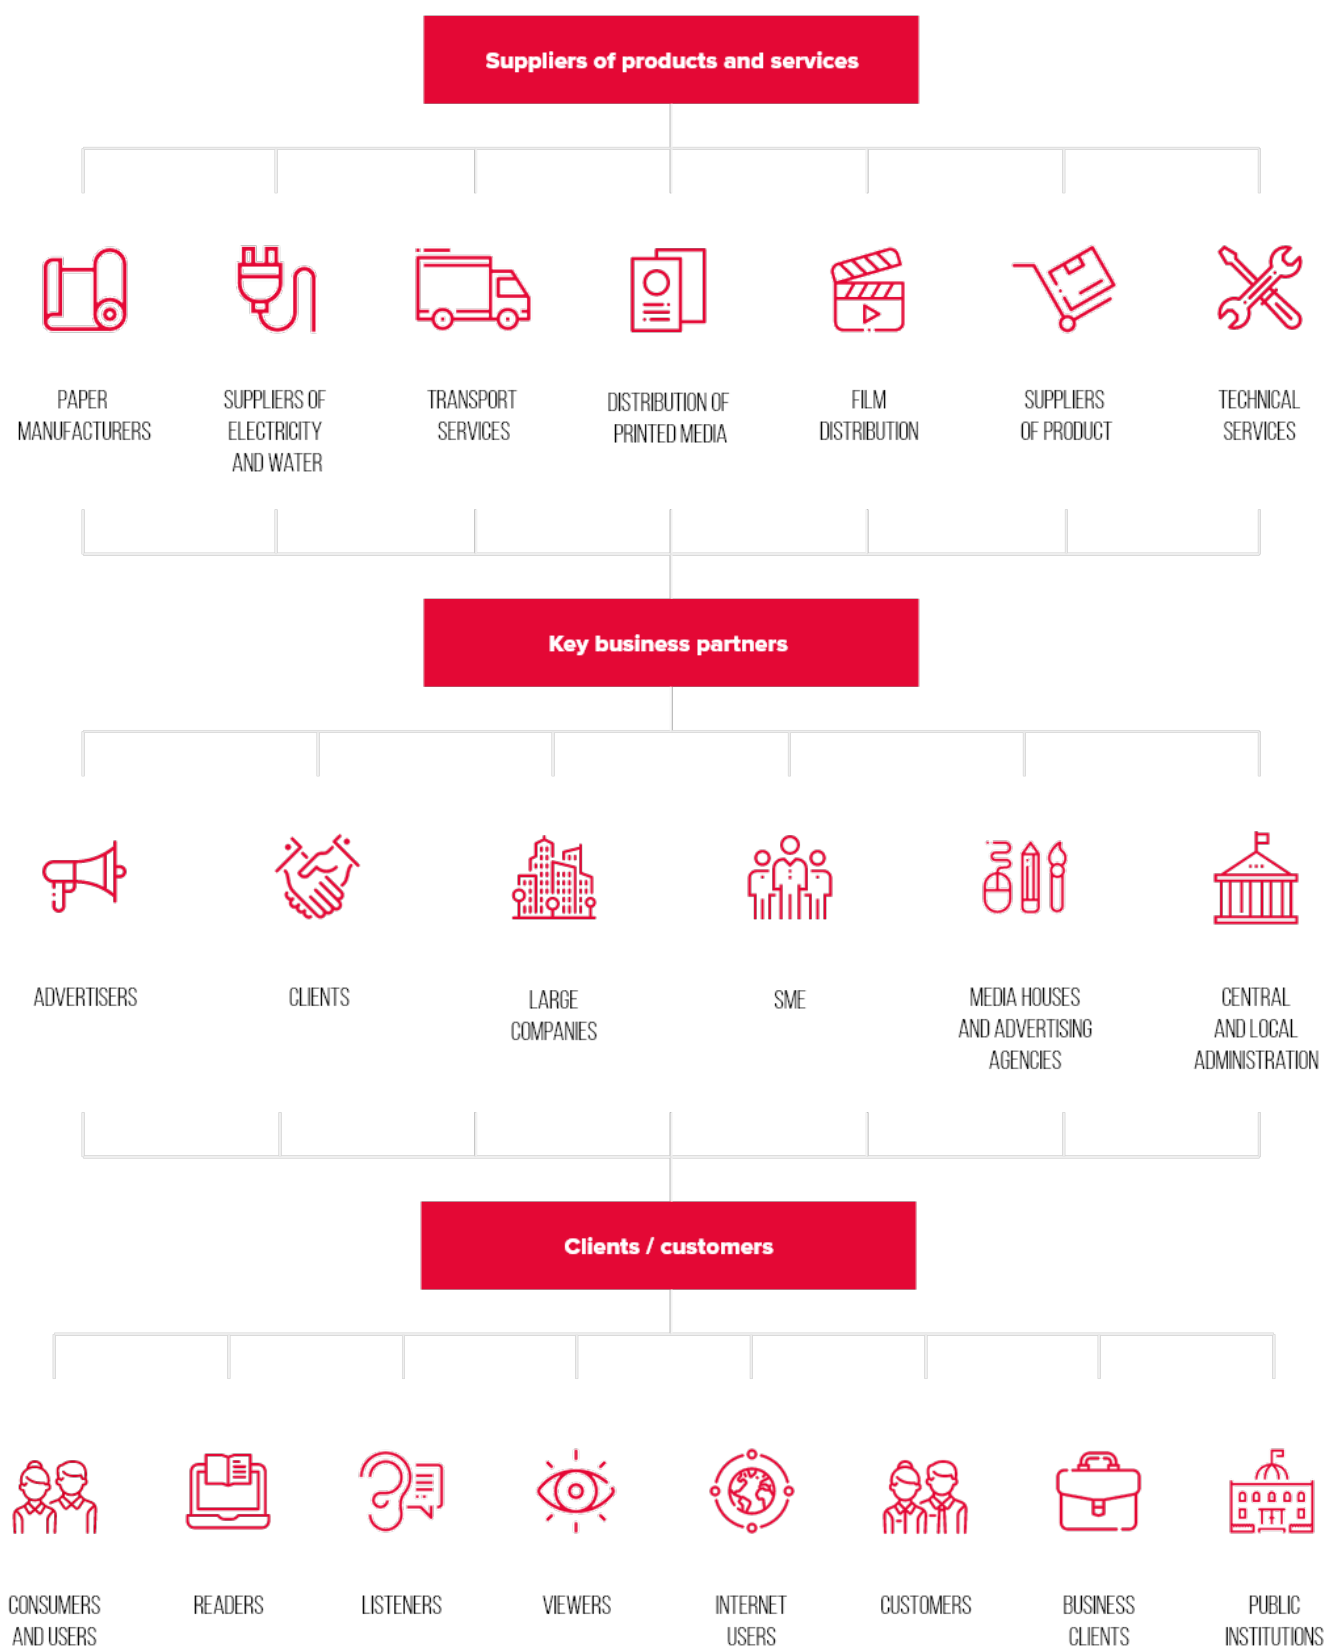 Suppliers of products and services
PAPER
MANUFACTURERS
SUPPLIERS OF
ELECTRICITY
AND WATER
TRANSPORT
SERVICES
DISTRIBUTION OF
PRINTED MEDIA
FILM
DISTRIBUTION
SUPPLIERS
OF PRODUCT
TECHNICAL
SERVICES
Key business partners
ADVERTISERS
CLIENTS
LARGE
COMPANIES
SME
MEDIA HOUSES
AND ADVERTISING
AGENCIES
CENTRAL
AND LOCAL
ADMINISTRATION
Clients / customers
CONSUMERS
AND USERS
READERS
LISTENERS
VIEWERS
INTERNET
USERS
CUSTOMERS
BUSINESS
CLIENTS
PUBLIC
INSTITUTIONS